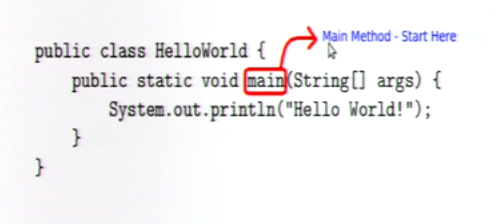 Main Method - Start Here
public class HelloWorld {
public static void main(String[] args) {
System.out.println("Hello World!");
}
}